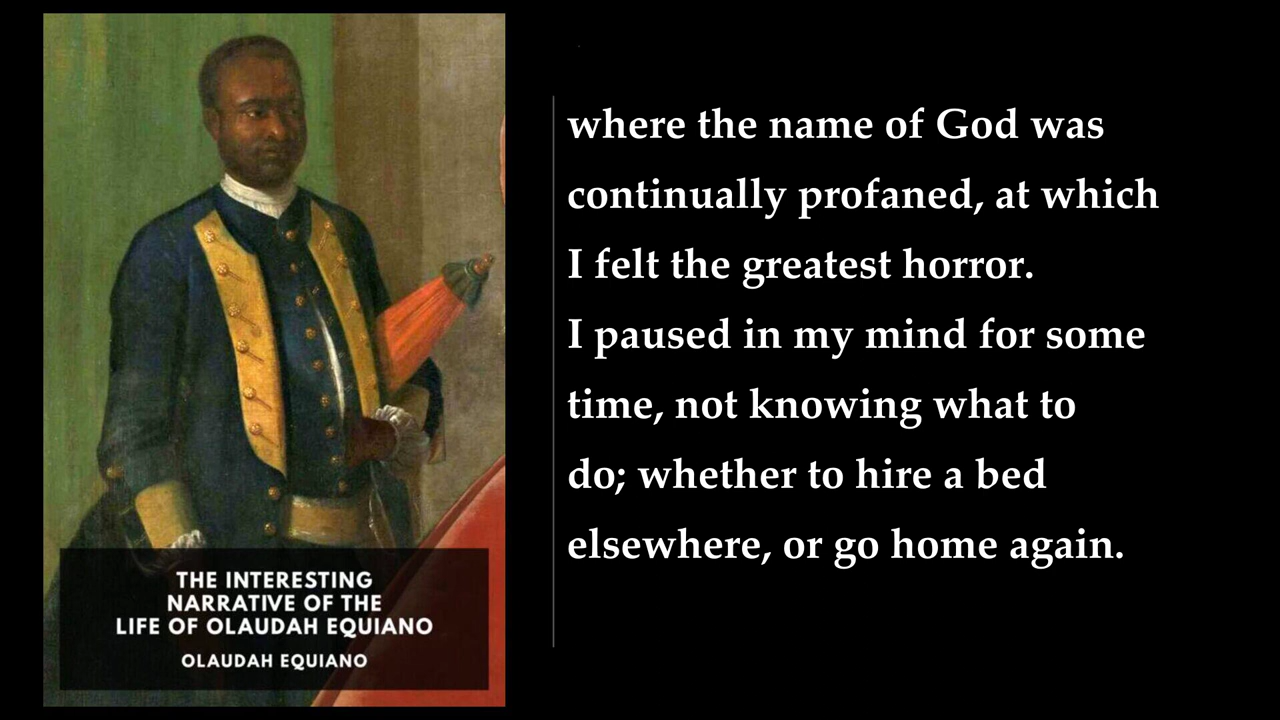 THE INTERESTING
NARRATIVE OF THE
LIFE OF OLAUDAH EQUIANO
OLAUDAH EQUIANO
where the name of God was
continually profaned, at which
I felt the greatest horror.
I paused in my mind for some
time, not knowing what to
do; whether to hire a bed
elsewhere, or go home again.